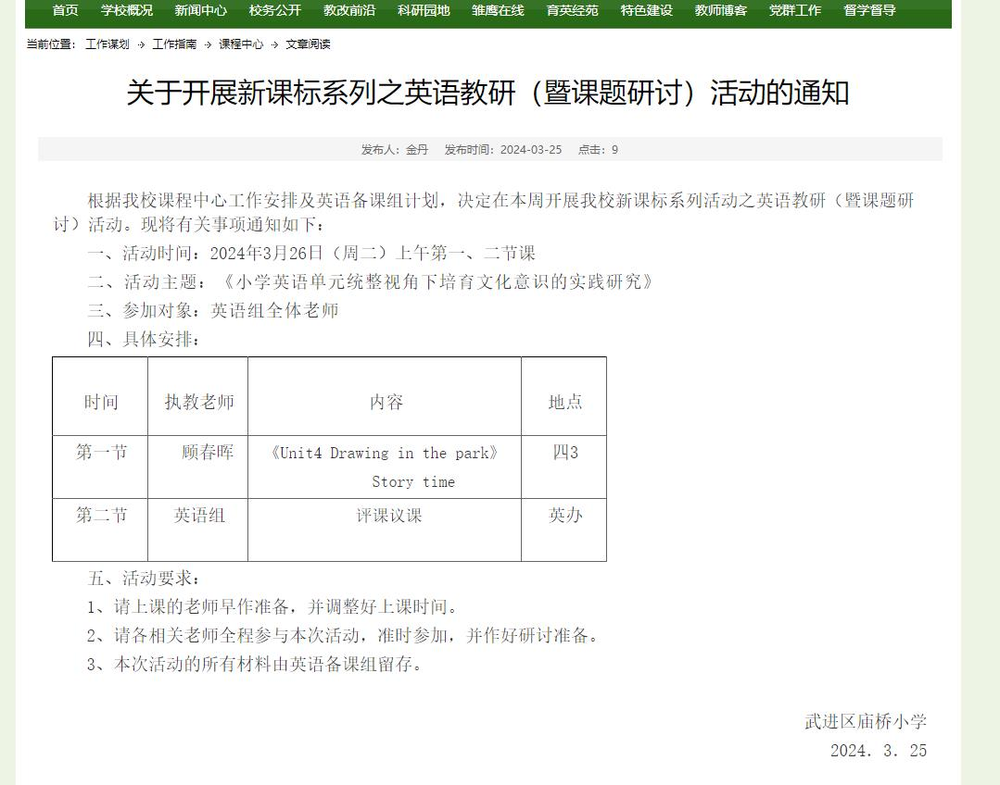 首页 学校概况 新闻中心 校务公开 教改前沿 科研园地 雏鹰在线 育英经苑 特色建设 教师博客 党群工作 督学督导
当前位置： 工作谋划 → 工作指南 → 课程中心 → 文章阅读
关于开展新课标系列之英语教研（暨课题研讨）活动的通知
发布人：金丹 发布时间：2024-03-25 点击：9
根据我校课程中心工作安排及英语备课组计划，决定在本周开展我校新课标系列活动之英语教研（暨课题研
讨）活动。现将有关事项通知如下：
一、活动时间：2024年3月26日（周二）上午第一、二节课
二、活动主题：《小学英语单元统整视角下培育文化意识的实践研究》
三、参加对象：英语组全体老师
四、具体安排：
时间 执教老师 内容 地点
第一节 顾春晖 《Unit4 Drawing in the park》 四3
Story time
第二节 英语组 评课议课 英办
五、活动要求：
1、请上课的老师早作准备，并调整好上课时间。
2、请各相关老师全程参与本次活动，准时参加，并作好研讨准备。
3、本次活动的所有材料由英语备课组留存。
武进区庙桥小学
2024. 3. 25